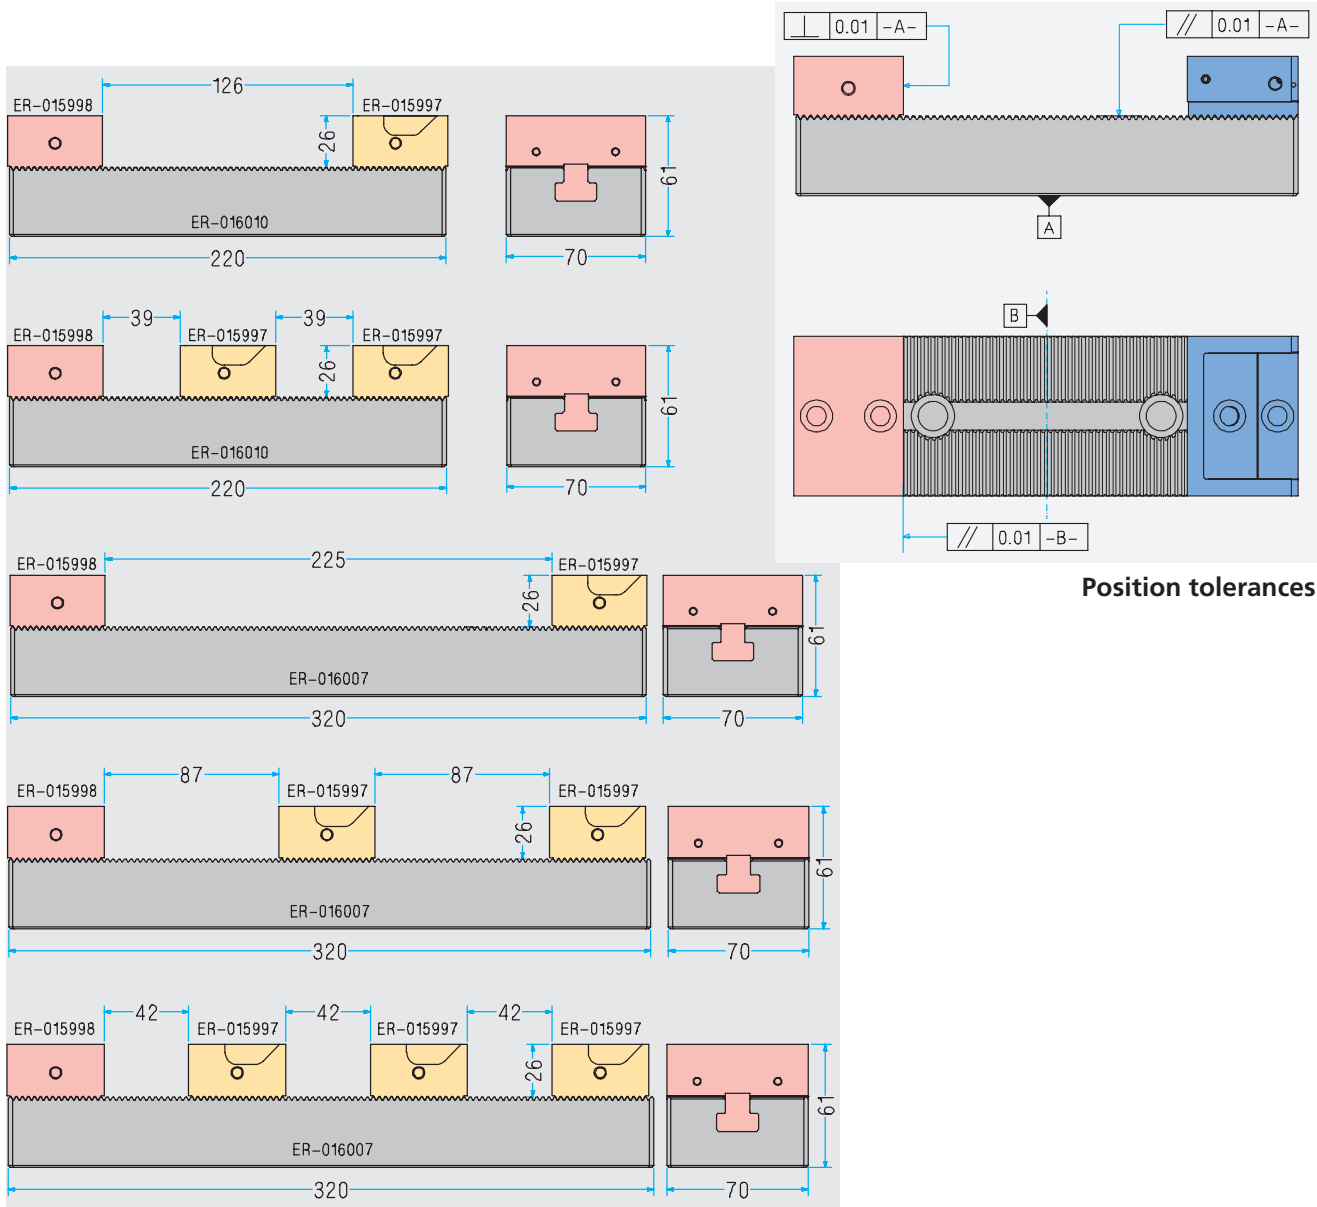 ⊥ 0.01 -A-
// 0.01 -A-
A
B
// 0.01 -B-
Position tolerances
126
ER-015998 ER-015997
26
61
ER-016010
220 70
39 39
ER-015998 ER-015997 ER-015997
26
61
ER-016010
220 70
225
ER-015998 ER-015997
26
61
ER-016007
320 70
87 87
ER-015998 ER-015997 ER-015997
26
61
ER-016007
320 70
42 42 42
ER-015998 ER-015997 ER-015997 ER-015997
26
61
ER-016007
320 70